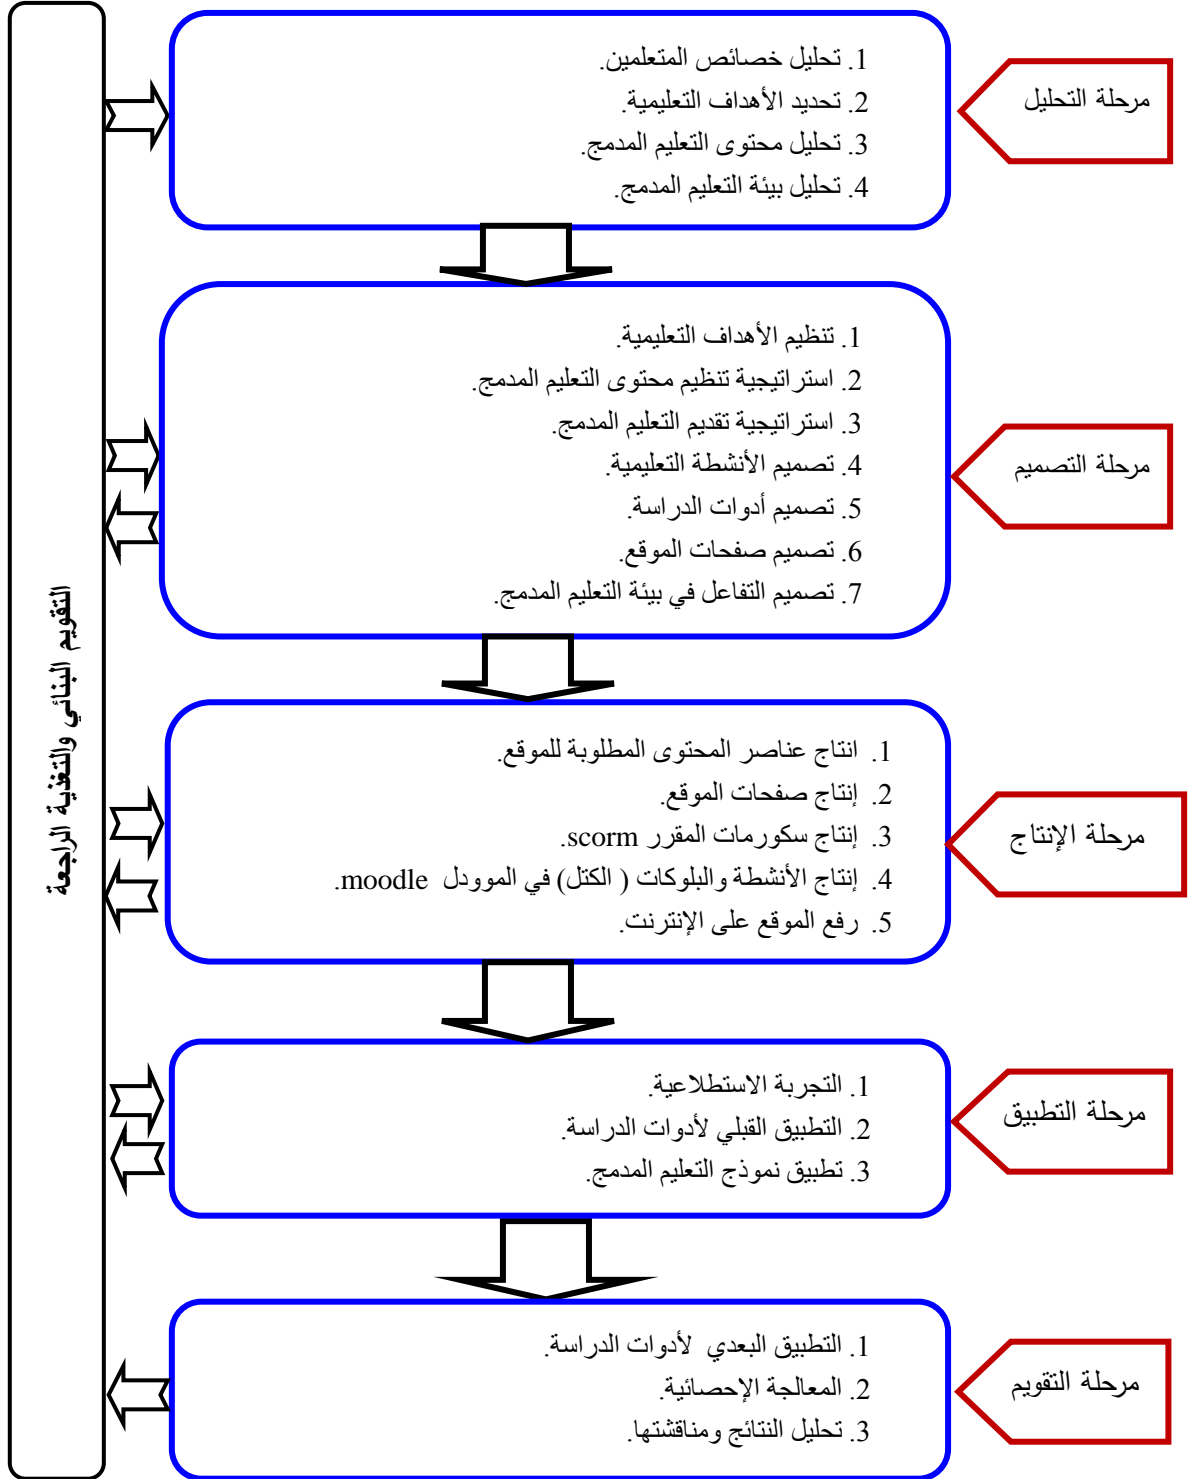 مرحلة التحليل
1. تحليل خصائص المتعلمين.
2. تحديد الأهداف التعليمية.
3. تحليل محتوى التعليم المدمج.
4. تحليل بيئة التعليم المدمج.
مرحلة التصميم
1. تنظيم الأهداف التعليمية.
2. استراتيجية تنظيم محتوى التعليم المدمج.
3. استراتيجية تقديم التعليم المدمج.
4. تصميم الأنشطة التعليمية.
5. تصميم أدوات الدراسة.
6. تصميم صفحات الموقع.
7. تصميم التفاعل في بيئة التعليم المدمج.
مرحلة الإنتاج
1. انتاج عناصر المحتوى المطلوبة للموقع.
2. إنتاج صفحات الموقع.
3. إنتاج سكورمات المقرر scorm.
4. إنتاج الأنشطة والبلوكات ( الكتل) في الموودل moodle.
5. رفع الموقع على الإنترنت.
مرحلة التطبيق
1. التجربة الاستطلاعية.
2. التطبيق القبلي لأدوات الدراسة.
3. تطبيق نموذج التعليم المدمج.
مرحلة التقويم
1. التطبيق البعدي لأدوات الدراسة.
2. المعالجة الإحصائية.
3. تحليل النتائج ومناقشتها.
التقويم البنائي والتغذية الراجعة